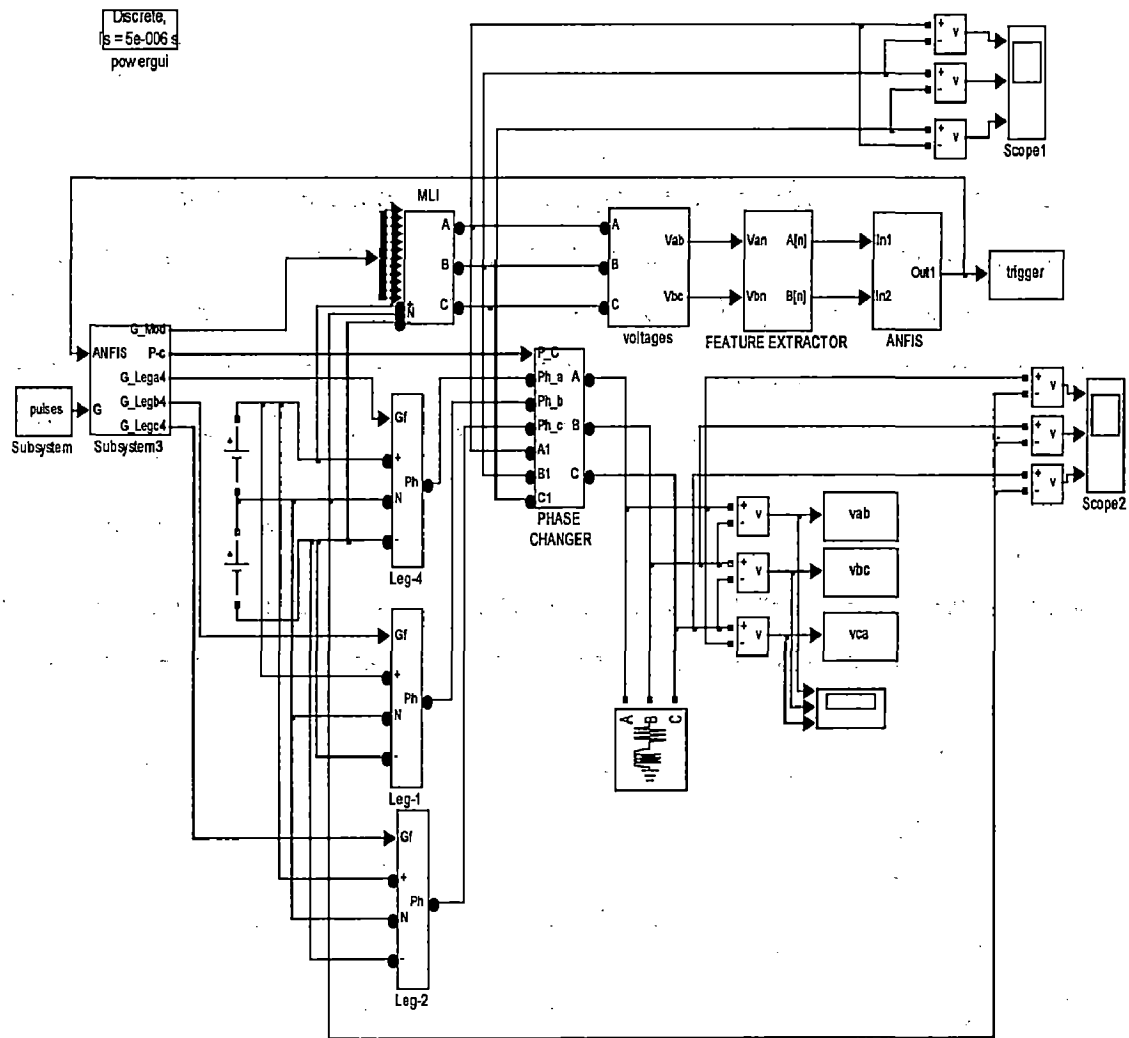 Discrete,
s = 5e-006 s
powergui
+
-
v
+
-
v
+
-
v
Scope1
MLI
A
B
C
+
N
-
A
B
C
Vab
Vbc
voltages
Van
Vbn
A[n]
B[n]
FEATURE EXTRACTOR
In1
In2
Out1
ANFIS
trigger
ANFIS
G
G_Mod
P-c
G_Lega4
G_Legb4
G_Legc4
Subsystem3
pulses
Subsystem
P_C
Ph_a
Ph_b
Ph_c
A1
B1
C1
A
B
C
PHASE
CHANGER
Gf
+
N
-
Ph
Leg-4
+
-
v
+
-
v
+
-
v
Scope2
+
-
v
+
-
v
+
-
v
vab
vbc
vca
A
B
C
Gf
+
N
-
Ph
Leg-1
Gf
+
N
-
Ph
Leg-2